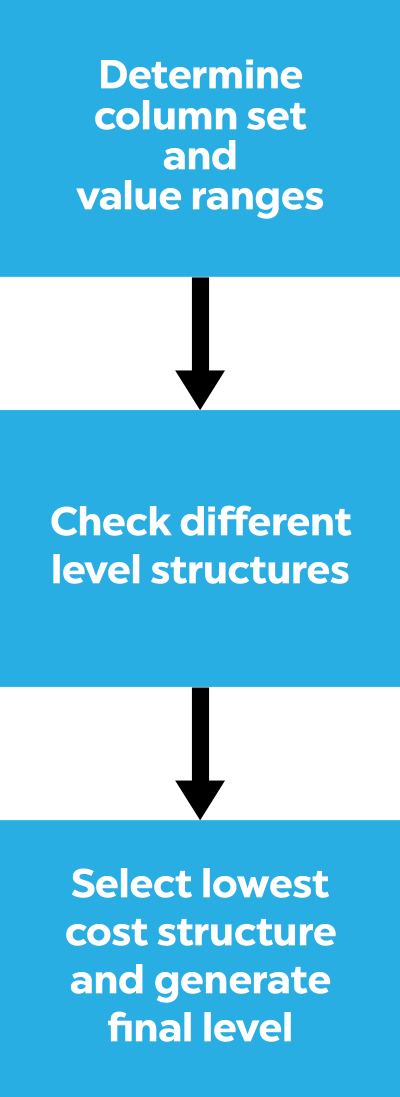 Determine
column set
and
value ranges
Check different
level structures
Select lowest
cost structure
and generate
final level